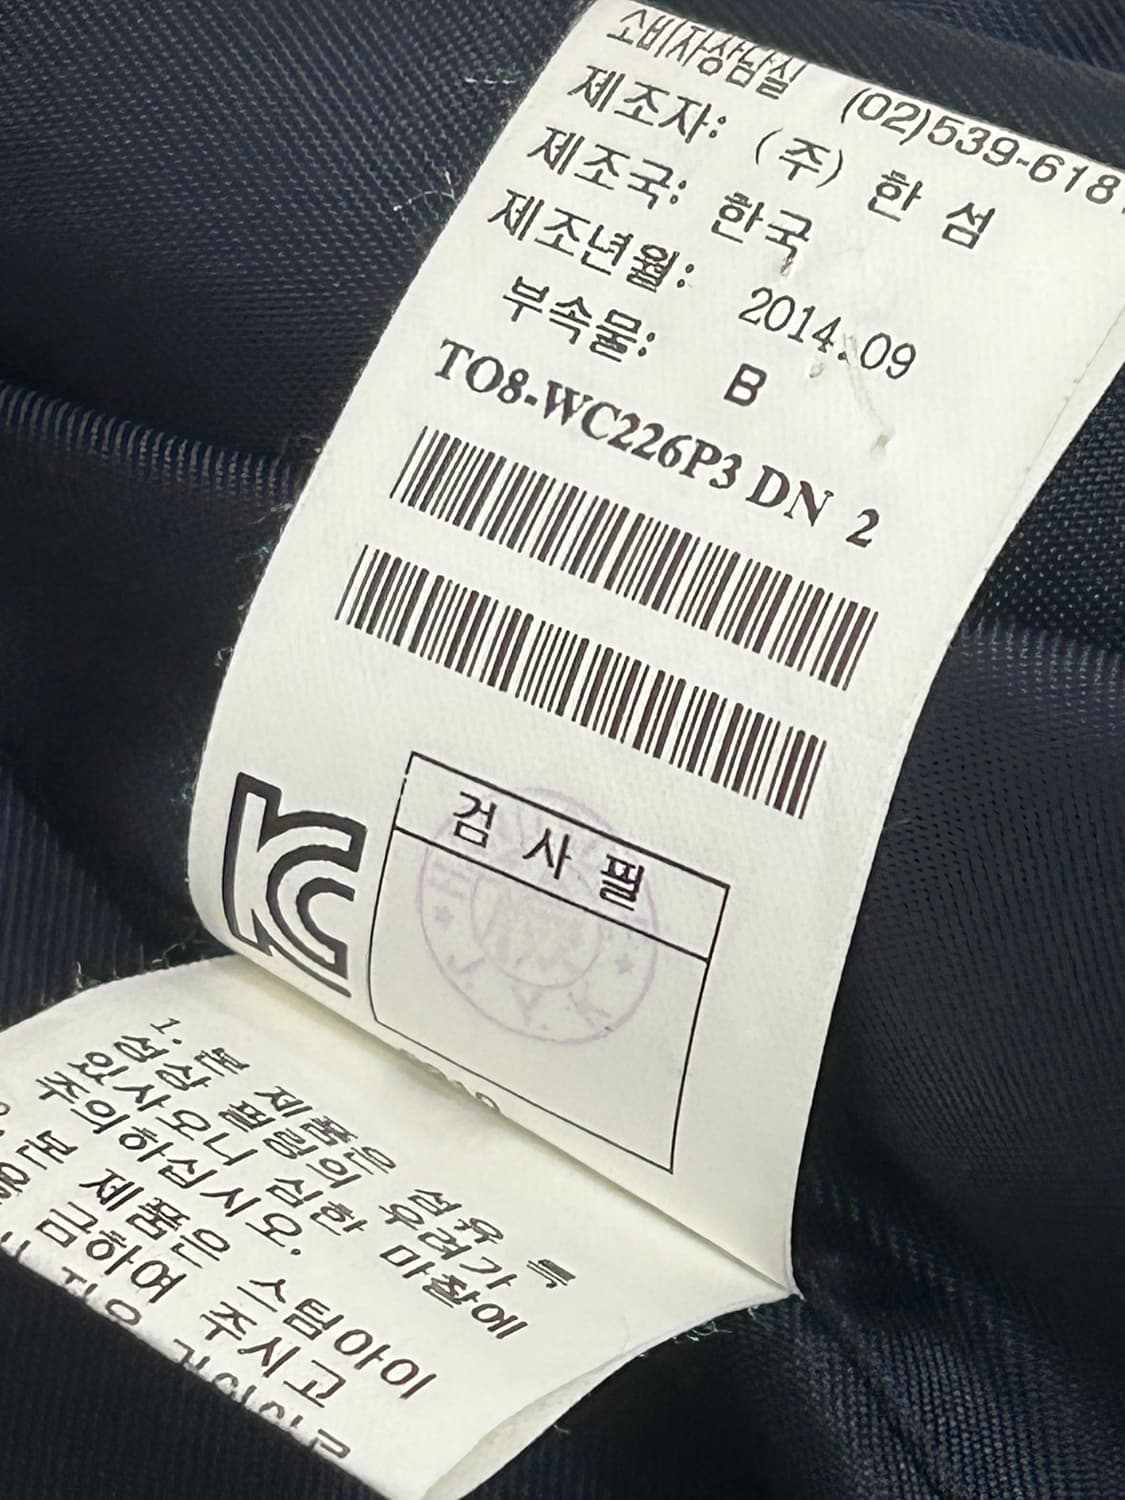 소비자상담실 (02)539-618
제조자: (주) 한 섬
제조국: 한국
제조년월: 2014.09
부속물: B
TO8-WC226P3 DN 2
KC
검 사 필
1. 본 제품은 섬유 특
성상 필링의 우려가
있사오니 심한 마찰에
주의하십시오.
본 제품은 스팀아이
금하여 주시고